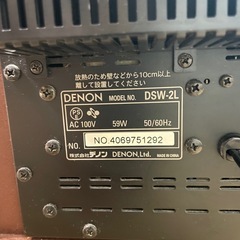 放熱のため壁などから10cm以上
離して設置してください
DENON MODEL NO. DSW-2L
PS E
AC 100V 59W 50/60Hz
NO. NO.4069751292
株式会社デノン DENON, Ltd. MADE IN CHINA